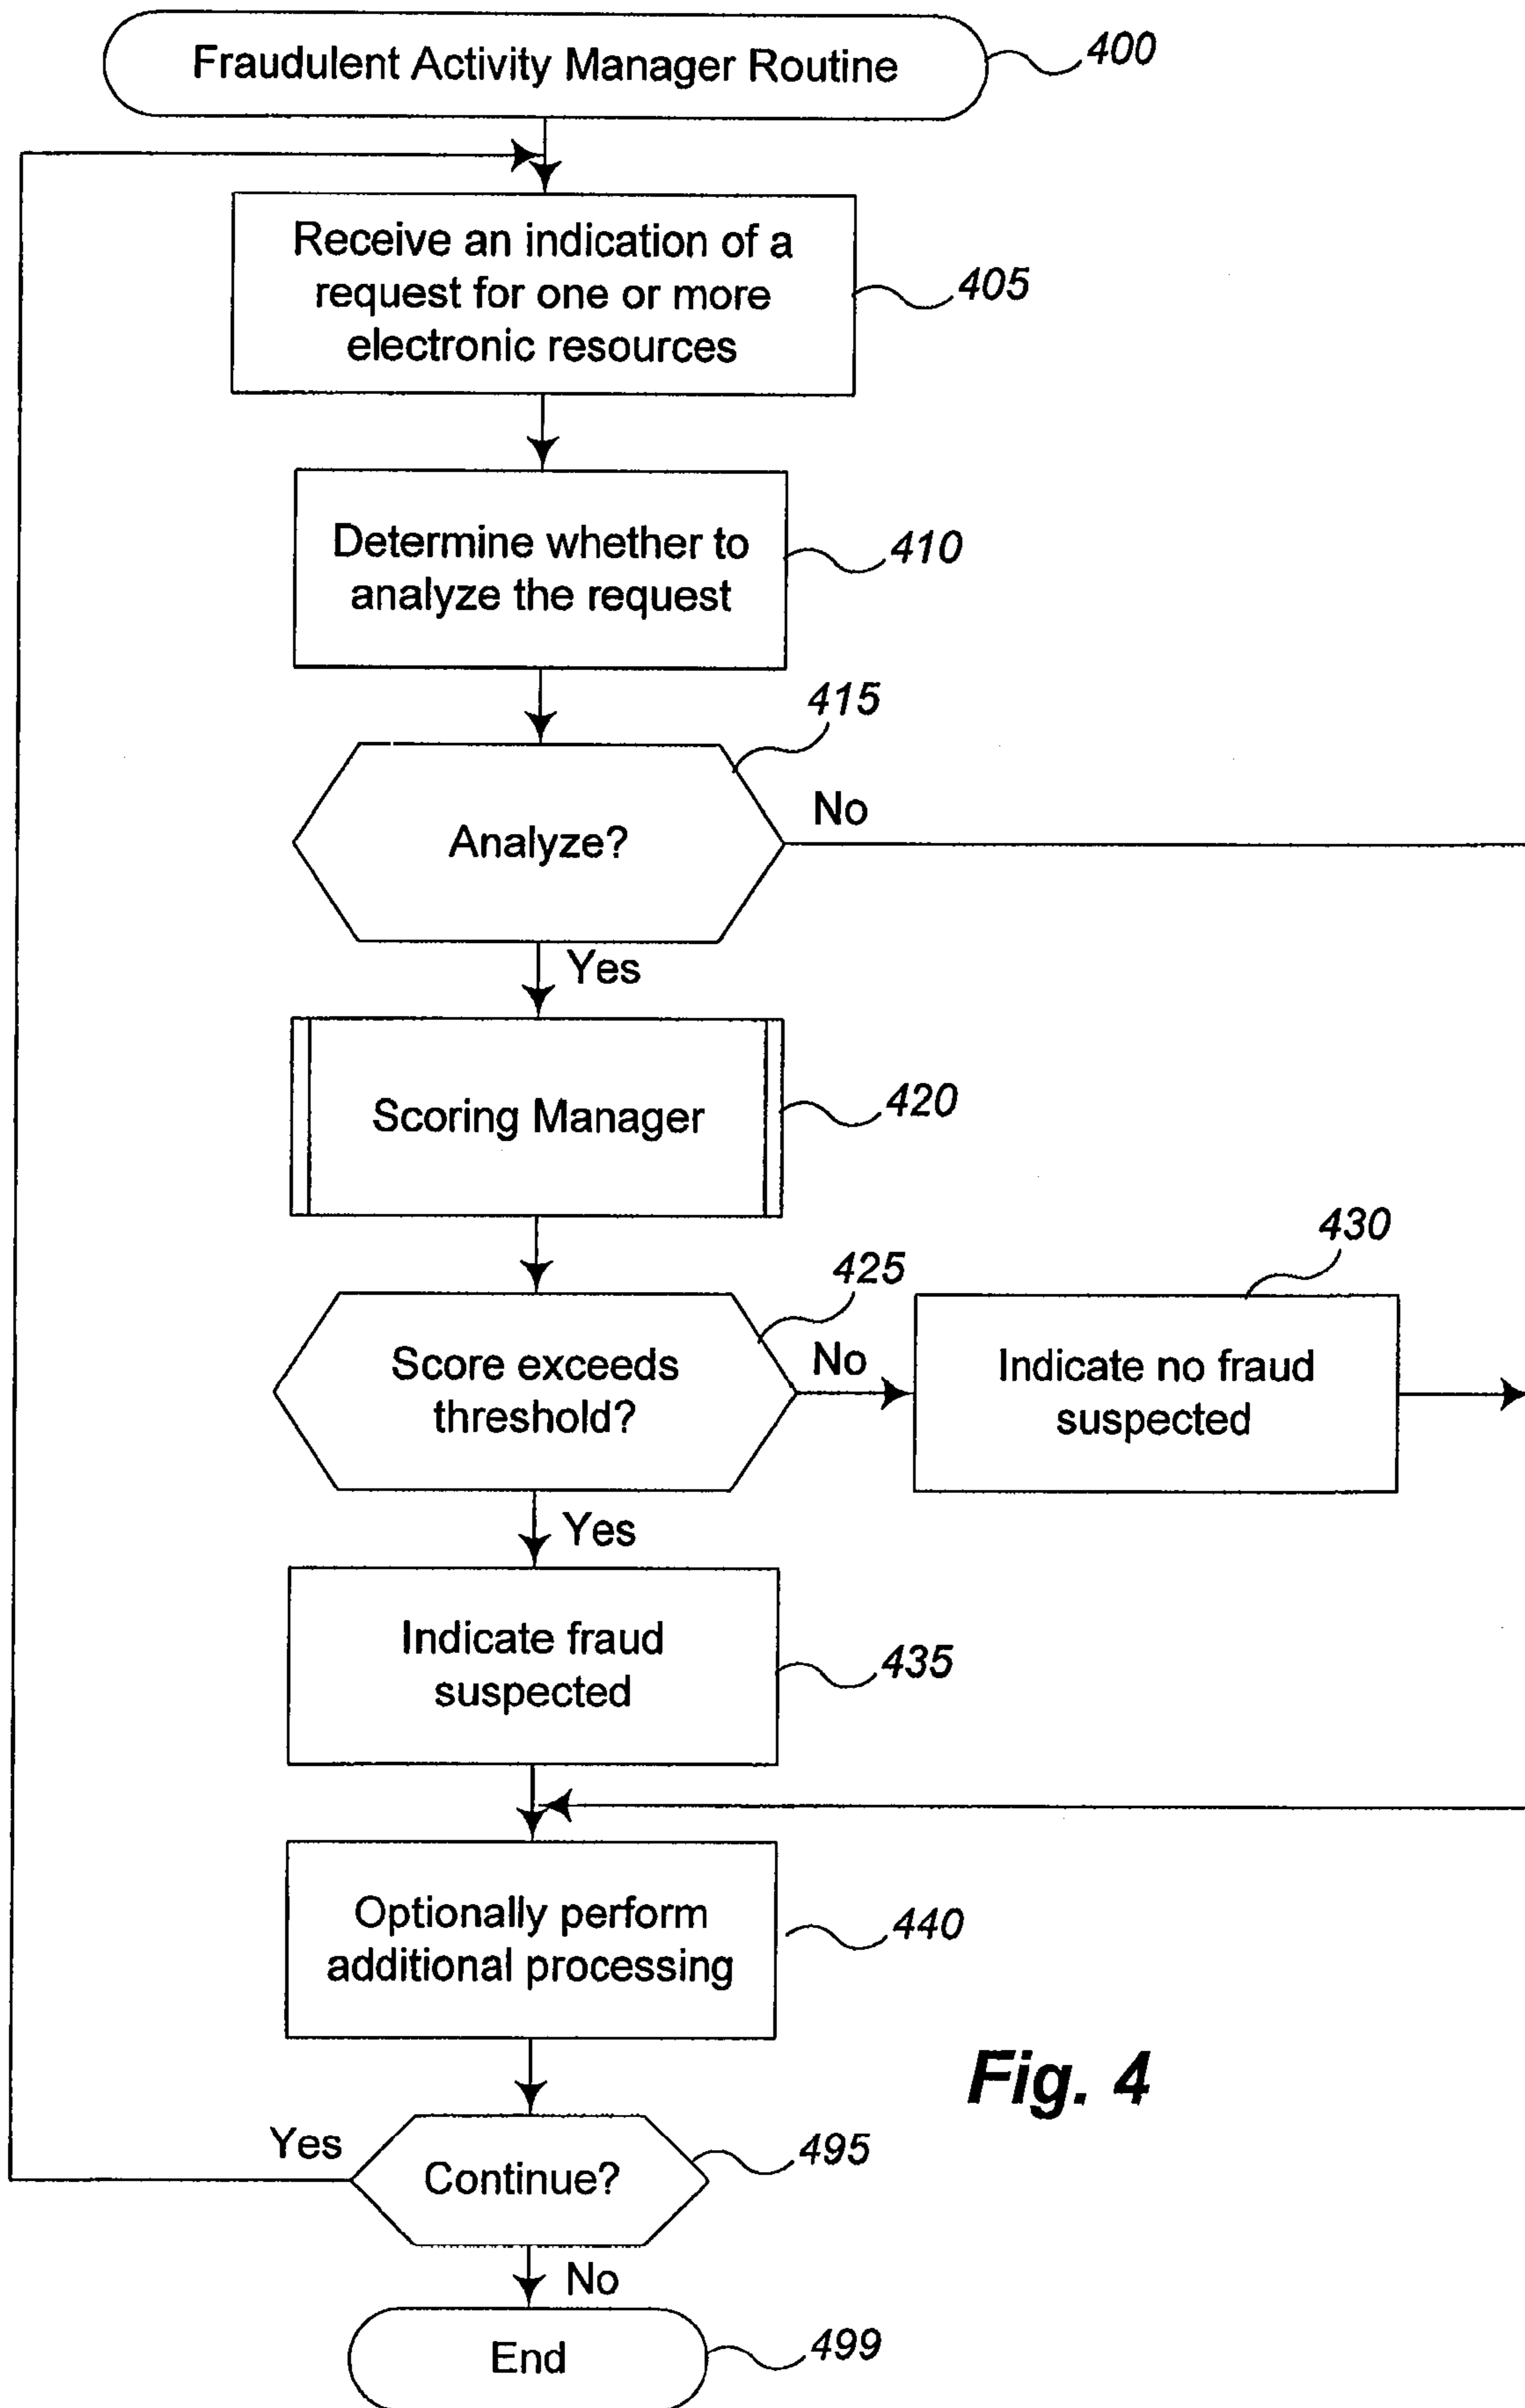 Fraudulent Activity Manager Routine
400
Receive an indication of a
request for one or more
electronic resources
405
Determine whether to
analyze the request
410
415
Analyze?
No
Yes
Scoring Manager
420
425
430
Score exceeds
threshold?
No
Indicate no fraud
suspected
Yes
Indicate fraud
suspected
435
Optionally perform
additional processing
440
Fig. 4
Yes
Continue?
495
No
End
499